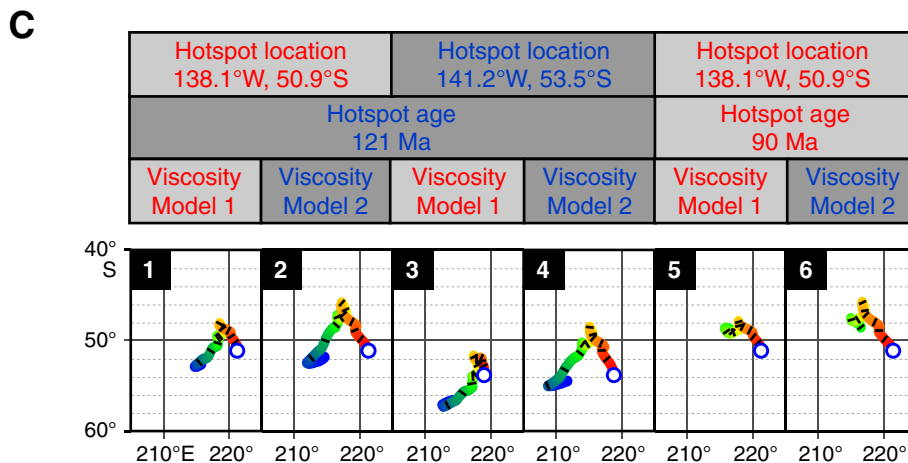 C
Hotspot location
138.1°W, 50.9°S
Hotspot location
141.2°W, 53.5°S
Hotspot location
138.1°W, 50.9°S
Hotspot age
121 Ma
Hotspot age
90 Ma
Viscosity
Model 1
Viscosity
Model 2
Viscosity
Model 1
Viscosity
Model 2
Viscosity
Model 1
Viscosity
Model 2
40°
S
50°
60°
1
2
3
4
5
6
210°E 220°
210° 220°
210° 220°
210° 220°
210° 220°
210° 220°